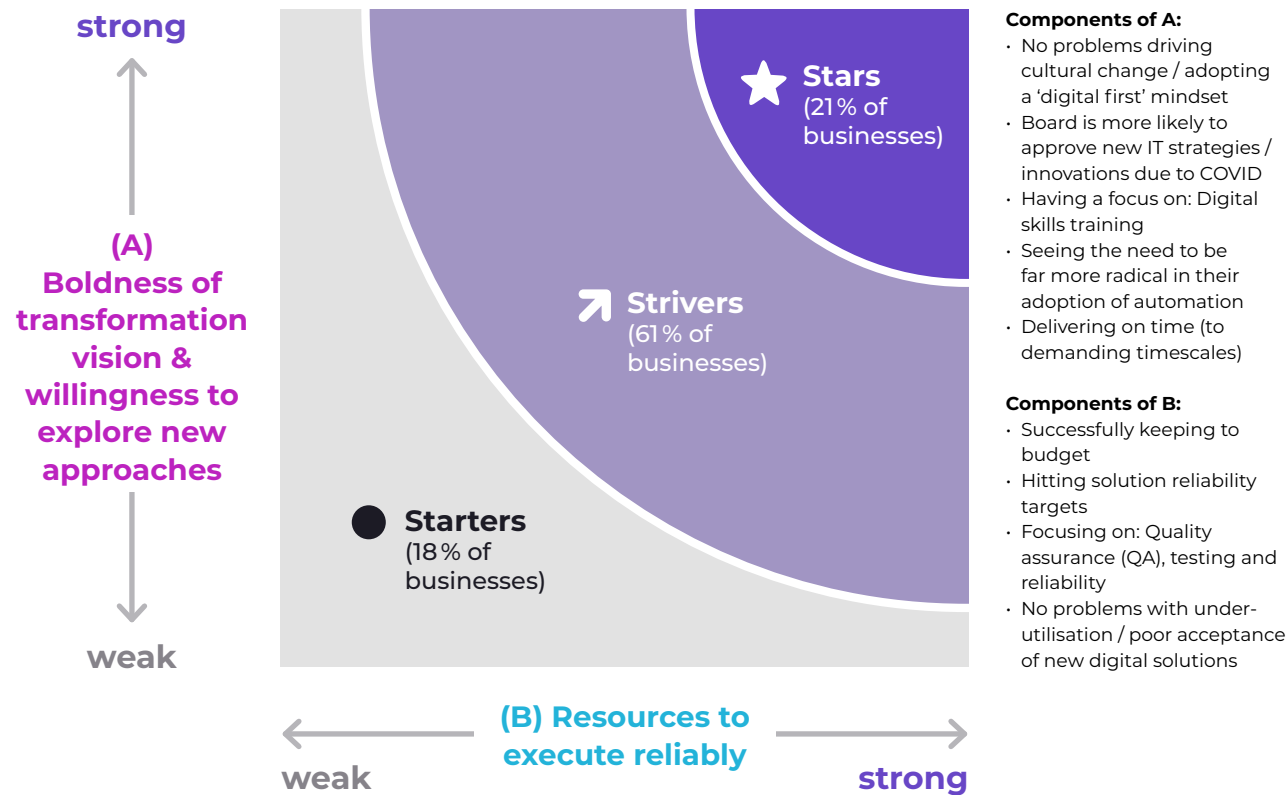 strong
(A)
Boldness of
transformation
vision &
willingness to
explore new
approaches
weak
Stars
(21% of
businesses)
Strivers
(61% of
businesses)
Starters
(18% of
businesses)
(B) Resources to
execute reliably
weak
strong
Components of A:
· No problems driving
cultural change / adopting
a ‘digital first’ mindset
· Board is more likely to
approve new IT strategies /
innovations due to COVID
· Having a focus on: Digital
skills training
· Seeing the need to be
far more radical in their
adoption of automation
· Delivering on time (to
demanding timescales)
Components of B:
· Successfully keeping to
budget
· Hitting solution reliability
targets
· Focusing on: Quality
assurance (QA), testing and
reliability
· No problems with under-
utilisation / poor acceptance
of new digital solutions